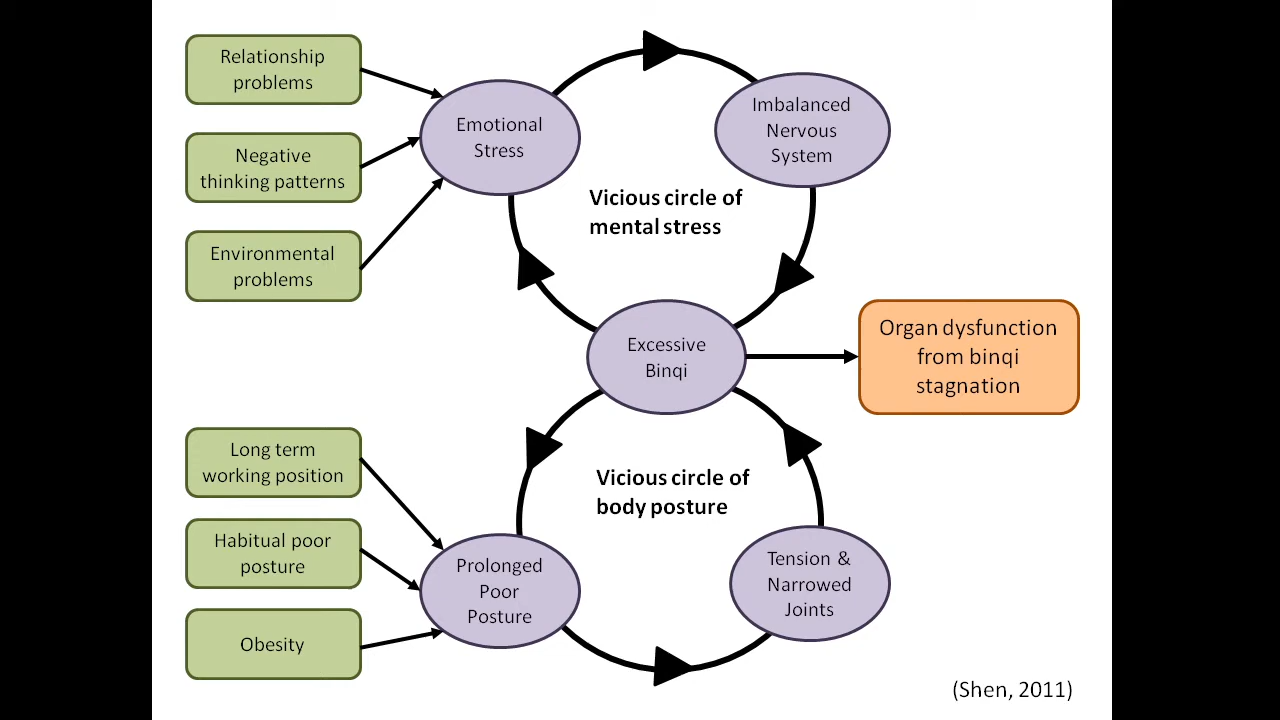 Relationship
problems
Negative
thinking patterns
Environmental
problems
Emotional
Stress
Imbalanced
Nervous
System
Vicious circle of
mental stress
Excessive
Binqi
Organ dysfunction
from binqi
stagnation
Long term
working position
Habitual poor
posture
Obesity
Vicious circle of
body posture
Prolonged
Poor
Posture
Tension &
Narrowed
Joints
(Shen, 2011)